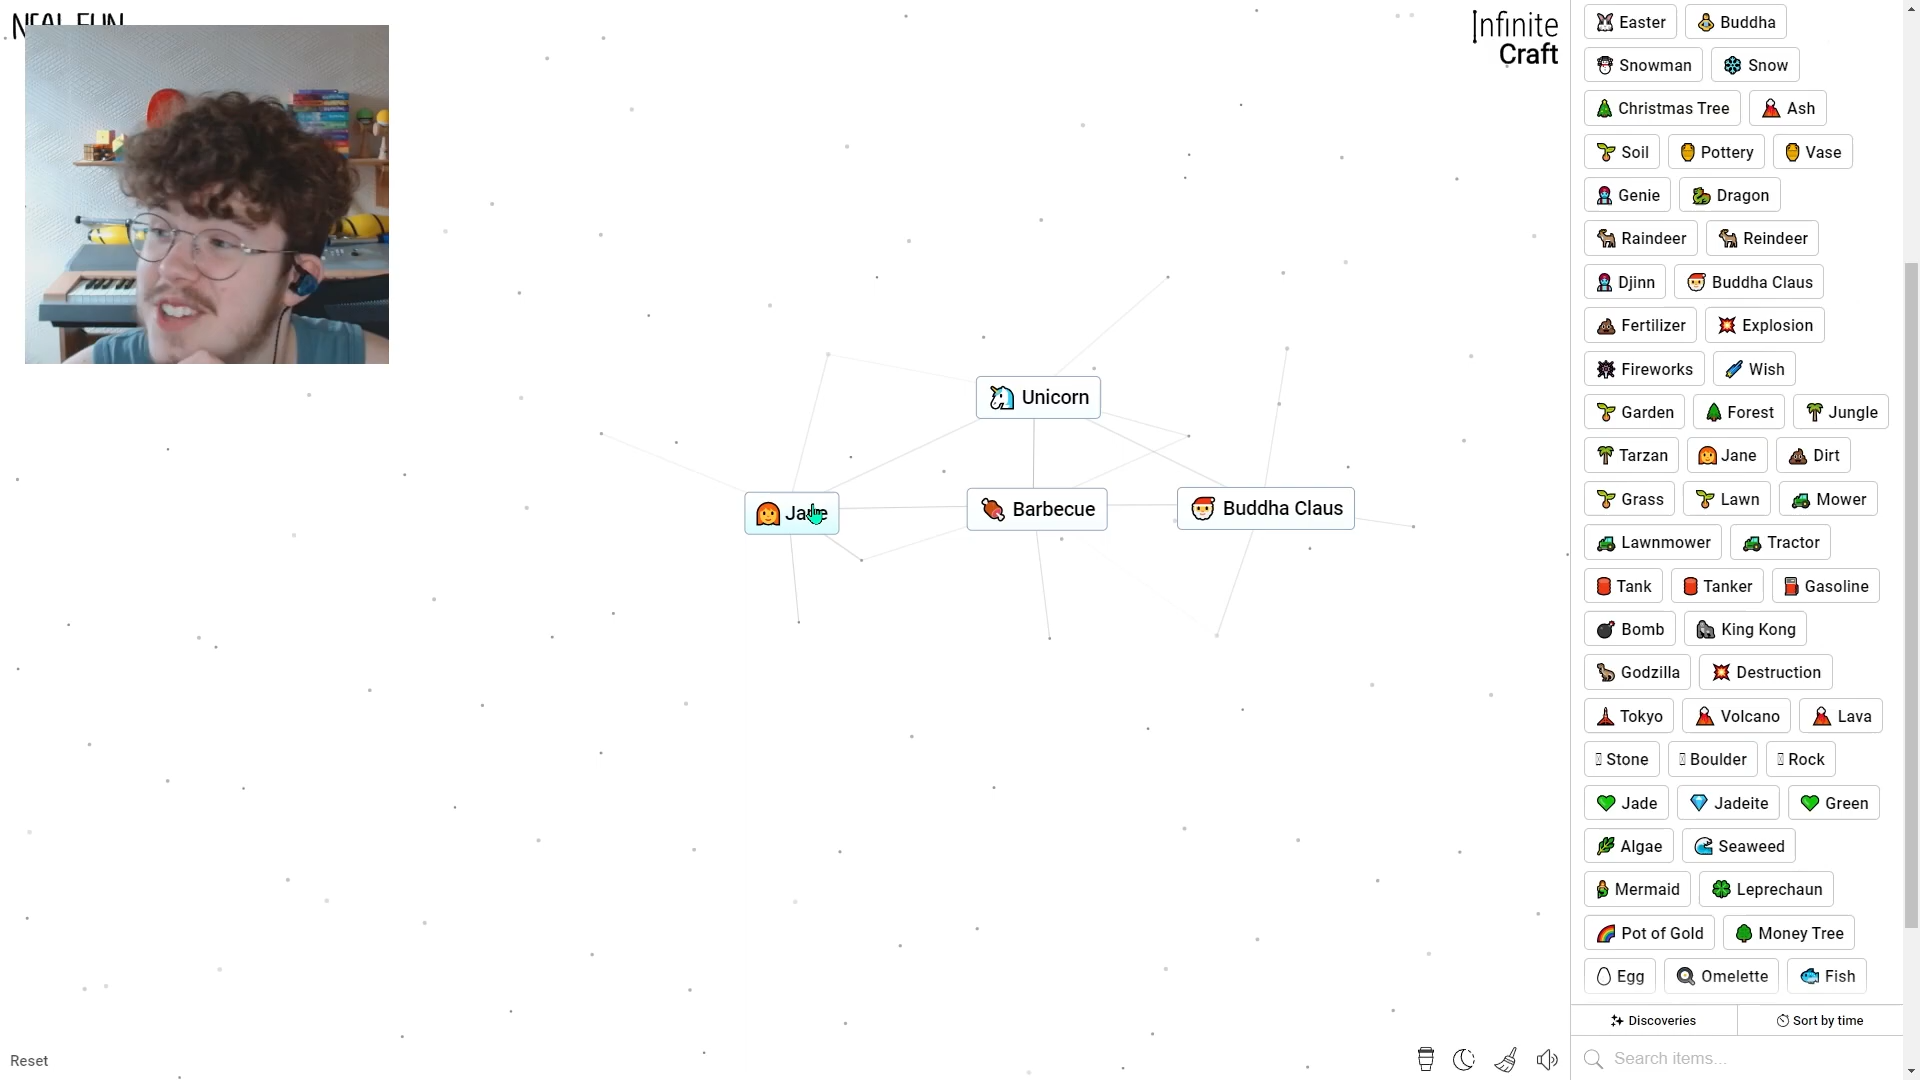 NEAL.FUN
Infinite
Craft
Easter Buddha
Snowman Snow
Christmas Tree Ash
Soil Pottery Vase
Genie Dragon
Raindeer Reindeer
Djinn Buddha Claus
Fertilizer Explosion
Fireworks Wish
Garden Forest Jungle
Tarzan Jane Dirt
Grass Lawn Mower
Lawnmower Tractor
Tank Tanker Gasoline
Bomb King Kong
Godzilla Destruction
Tokyo Volcano Lava
Stone Boulder Rock
Jade Jadeite Green
Algae Seaweed
Mermaid Leprechaun
Pot of Gold Money Tree
Egg Omelette Fish
Discoveries Sort by time
Search items...
Unicorn
Jane Barbecue Buddha Claus
Reset